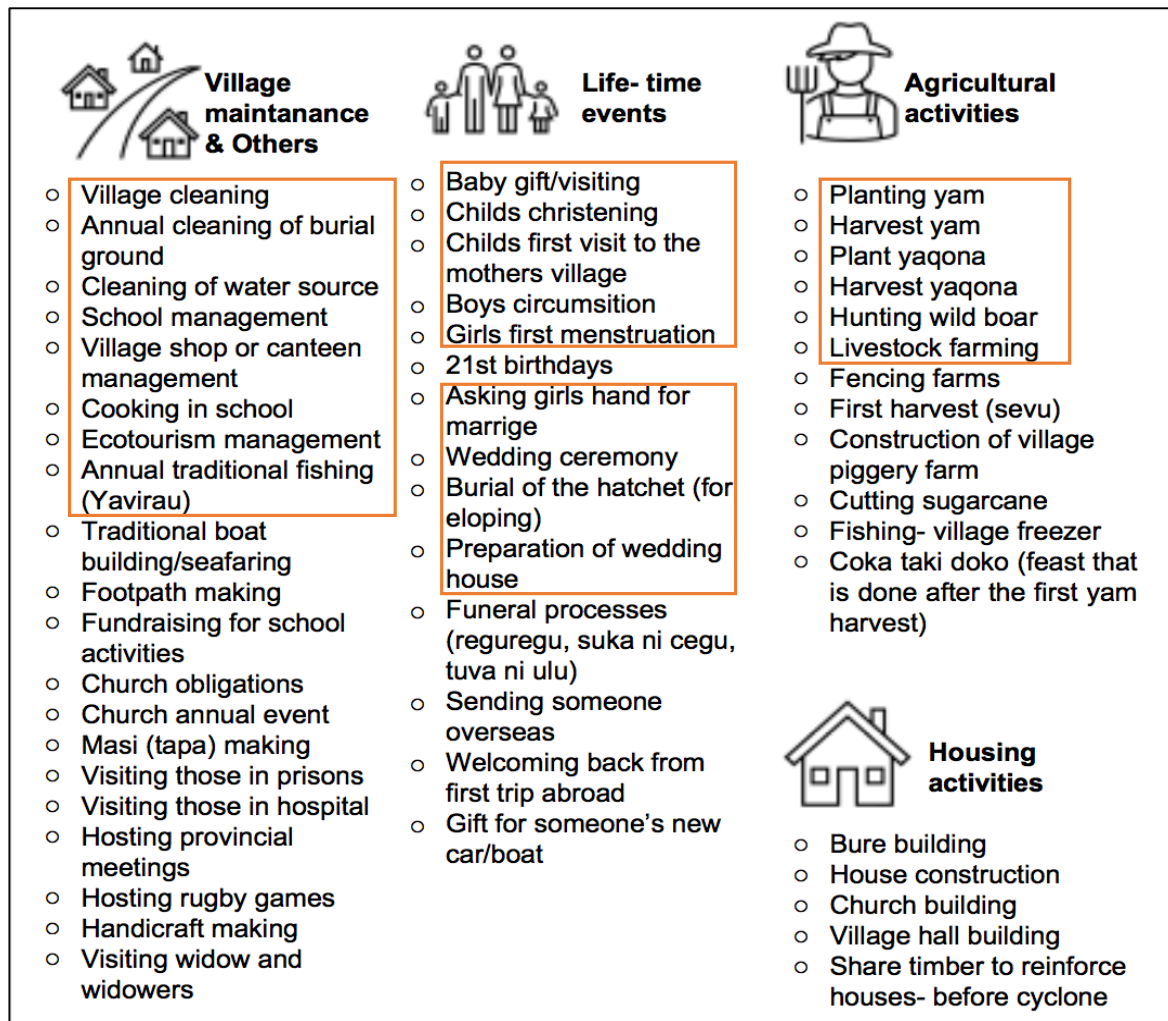 Village
maintanance
& Others
○ Village cleaning
○ Annual cleaning of burial
ground
○ Cleaning of water source
○ School management
○ Village shop or canteen
management
○ Cooking in school
○ Ecotourism management
○ Annual traditional fishing
(Yavirau)
○ Traditional boat
building/seafaring
○ Footpath making
○ Fundraising for school
activities
○ Church obligations
○ Church annual event
○ Masi (tapa) making
○ Visiting those in prisons
○ Visiting those in hospital
○ Hosting provincial
meetings
○ Hosting rugby games
○ Handicraft making
○ Visiting widow and
widowers
Life- time
events
○ Baby gift/visiting
○ Childs christening
○ Childs first visit to the
mothers village
○ Boys circumsition
○ Girls first menstruation
○ 21st birthdays
○ Asking girls hand for
marrige
○ Wedding ceremony
○ Burial of the hatchet (for
eloping)
○ Preparation of wedding
house
○ Funeral processes
(reguregu, suka ni cegu,
tuva ni ulu)
○ Sending someone
overseas
○ Welcoming back from
first trip abroad
○ Gift for someone's new
car/boat
Agricultural
activities
○ Planting yam
○ Harvest yam
○ Plant yaqona
○ Harvest yaqona
○ Hunting wild boar
○ Livestock farming
○ Fencing farms
○ First harvest (sevu)
○ Construction of village
piggery farm
○ Cutting sugarcane
○ Fishing- village freezer
○ Coka taki doko (feast that
is done after the first yam
harvest)
Housing
activities
○ Bure building
○ House construction
○ Church building
○ Village hall building
○ Share timber to reinforce
houses- before cyclone